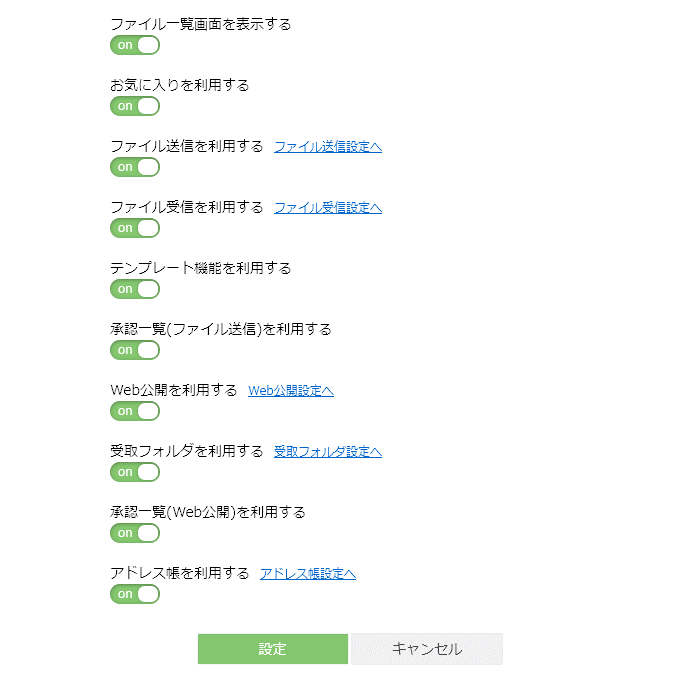 ファイル一覧画面を表示する
on
お気に入りを利用する
on
ファイル送信を利用する ファイル送信設定へ
on
ファイル受信を利用する ファイル受信設定へ
on
テンプレート機能を利用する
on
承認一覧(ファイル送信)を利用する
on
Web公開を利用する Web公開設定へ
on
受取フォルダを利用する 受取フォルダ設定へ
on
承認一覧(Web公開)を利用する
on
アドレス帳を利用する アドレス帳設定へ
on
設定 キャンセル